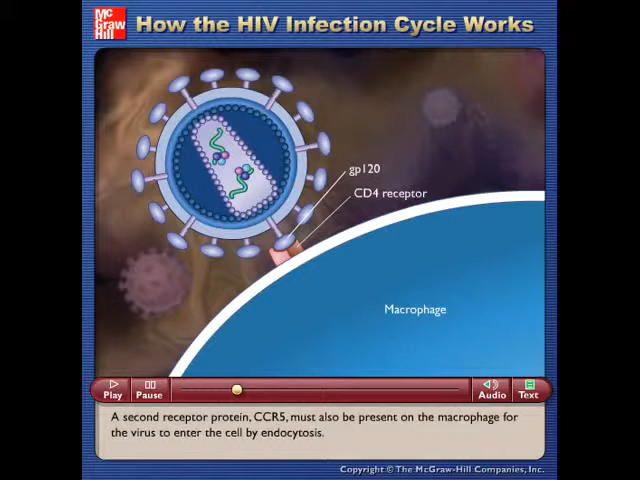 Mc
Graw
Hill
How the HIV Infection Cycle Works
gp120
CD4 receptor
Macrophage
Play
Pause
Audio
Text
A second receptor protein, CCR5, must also be present on the macrophage for
the virus to enter the cell by endocytosis.
Copyright © The McGraw-Hill Companies, Inc.